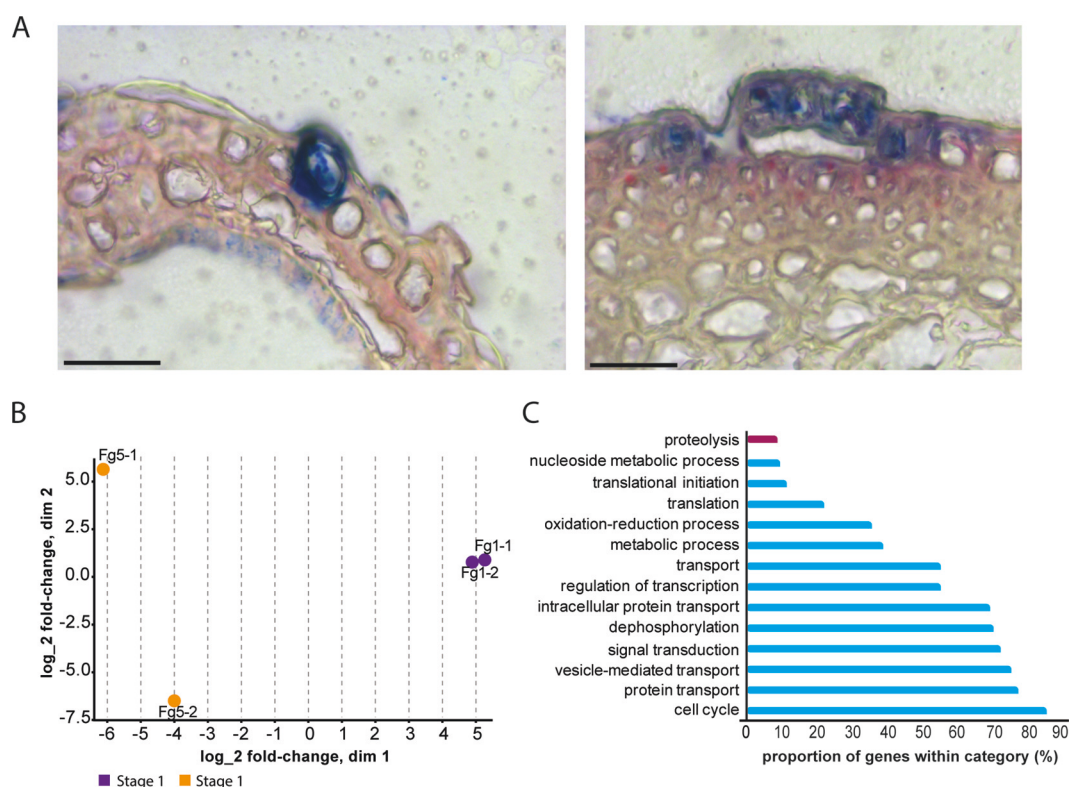 A
B
Fg5-1
Fg1-1
Fg1-2
Fg5-2
5.0
2.5
0.0
-2.5
-5.0
-7.5
log_2 fold-change, dim 2
-6 -5 -4 -3 -2 -1 0 1 2 3 4 5
log_2 fold-change, dim 1
Stage 1 Stage 1
C
proteolysis
nucleoside metabolic process
translational initiation
translation
oxidation-reduction process
metabolic process
transport
regulation of transcription
intracellular protein transport
dephosphorylation
signal transduction
vesicle-mediated transport
protein transport
cell cycle
0 10 20 30 40 50 60 70 80 90
proportion of genes within category (%)